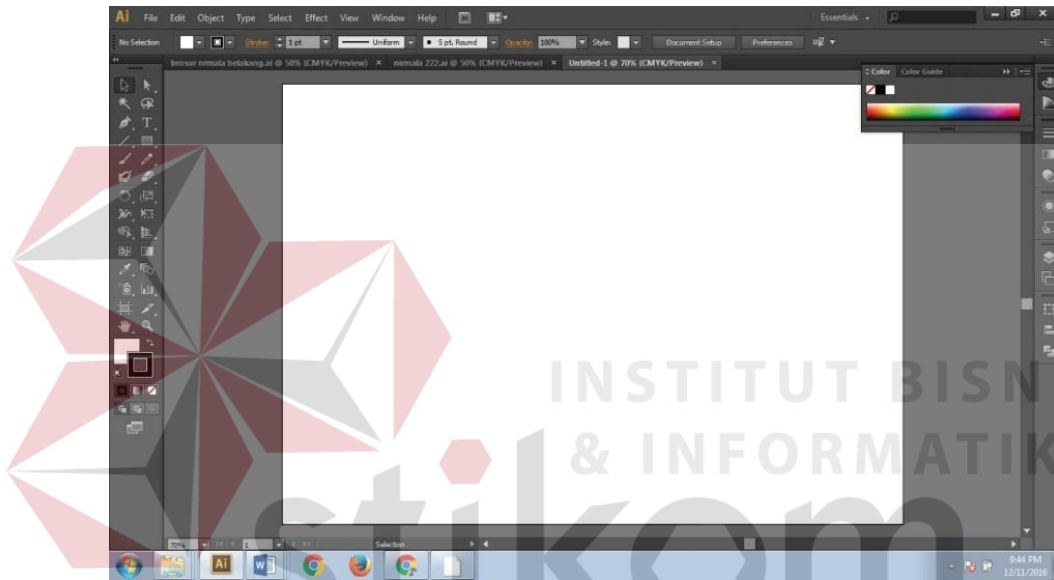 Ai File Edit Object Type Select Effect View Window Help
Essentials
No Selection Stroke: 1 pt Uniform 5 pt. Round Opacity: 100% Style: Document Setup Preferences
brosur nirmala belakang.ai @ 50% (CMYK/Preview) × nirmala 222.ai @ 50% (CMYK/Preview) × Untitled-1 @ 70% (CMYK/Preview) ×
Color Color Guide
INSTITUT BISN
& INFORMATIK
stikom
70% 1 Selection
Ai W
9:44 PM
12/11/2016